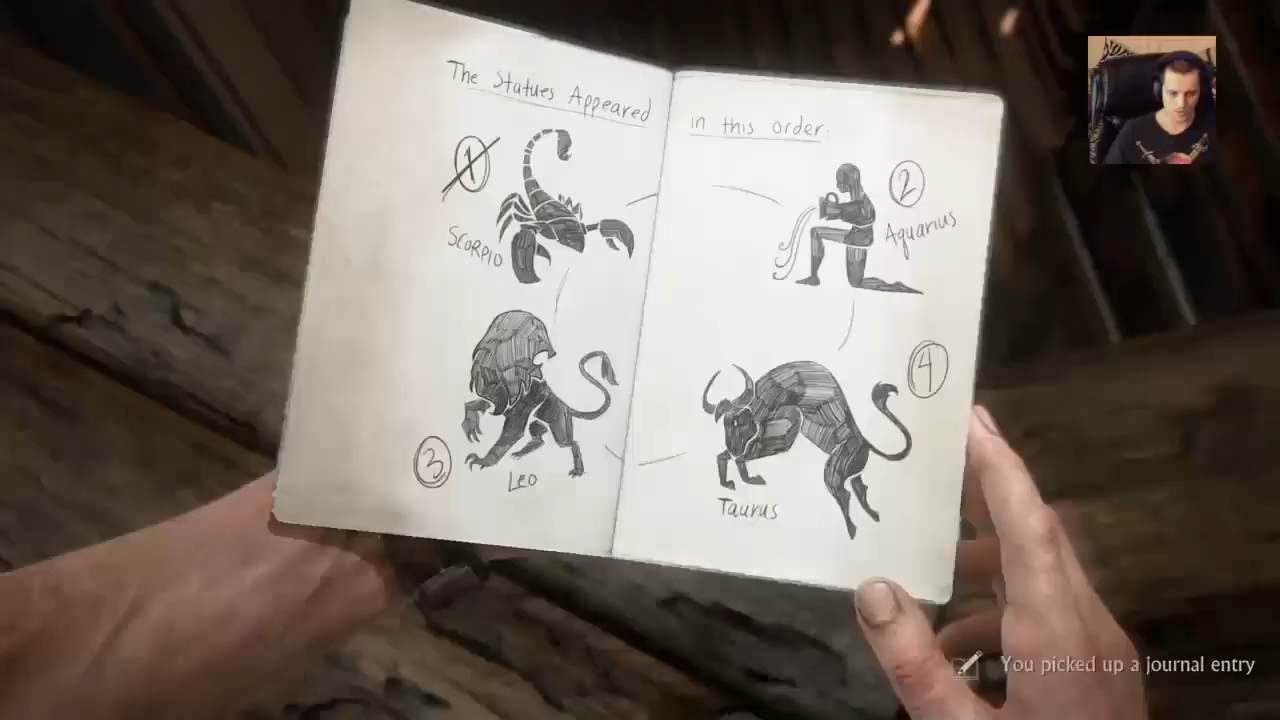 The Statues Appeared
in this order.
1
SCORPIO
2
Aquarius
3
Leo
4
Taurus
You picked up a journal entry